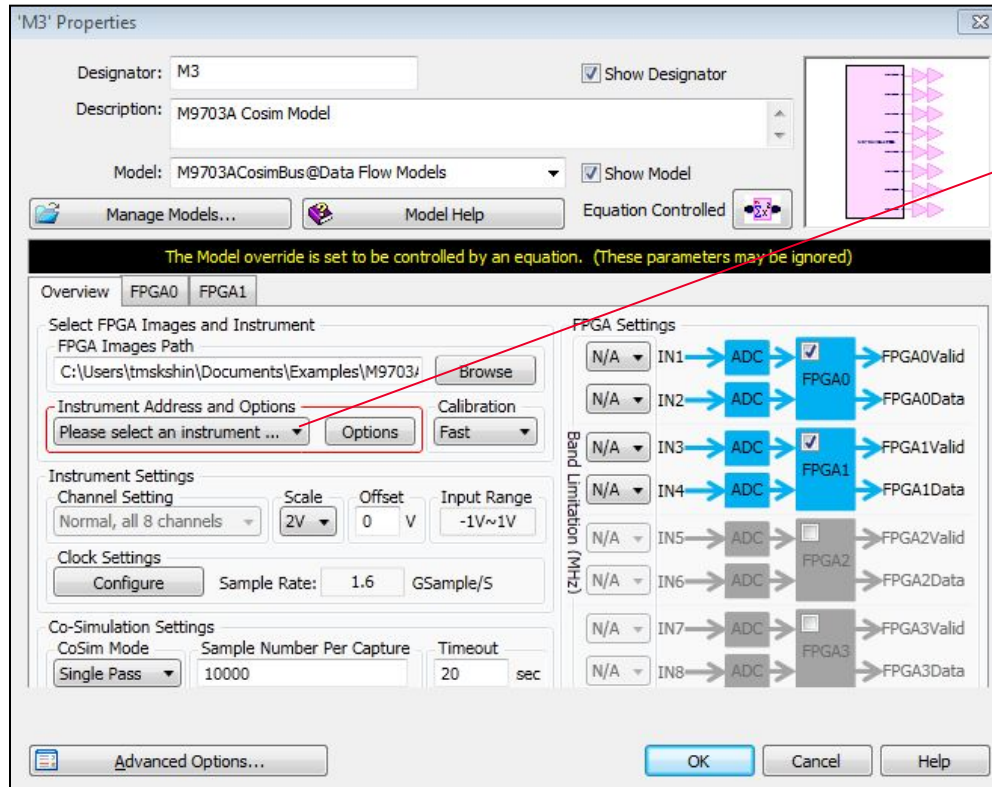 'M3' Properties
Designator: M3
Show Designator
Description: M9703A Cosim Model
Model: M9703ACosimBus@Data Flow Models
Show Model
Manage Models...
Model Help
Equation Controlled
The Model override is set to be controlled by an equation. (These parameters may be ignored)
Overview FPGA0 FPGA1
Select FPGA Images and Instrument
FPGA Images Path
C:\Users\tmskshin\Documents\Examples\M9703A
Browse
Instrument Address and Options
Please select an instrument ...
Options
Calibration
Fast
Instrument Settings
Channel Setting
Normal, all 8 channels
Scale
2V
Offset
0 V
Input Range
-1V~1V
Clock Settings
Configure
Sample Rate: 1.6 GSample/S
Co-Simulation Settings
CoSim Mode
Single Pass
Sample Number Per Capture
10000
Timeout
20 sec
FPGA Settings
Band Limitation (MHz)
N/A IN1 ADC FPGA0Valid
FPGA0
N/A IN2 ADC FPGA0Data
N/A IN3 ADC FPGA1Valid
FPGA1
N/A IN4 ADC FPGA1Data
N/A IN5 ADC FPGA2Valid
FPGA2
N/A IN6 ADC FPGA2Data
N/A IN7 ADC FPGA3Valid
FPGA3
N/A IN8 ADC FPGA3Data
Advanced Options...
OK
Cancel
Help